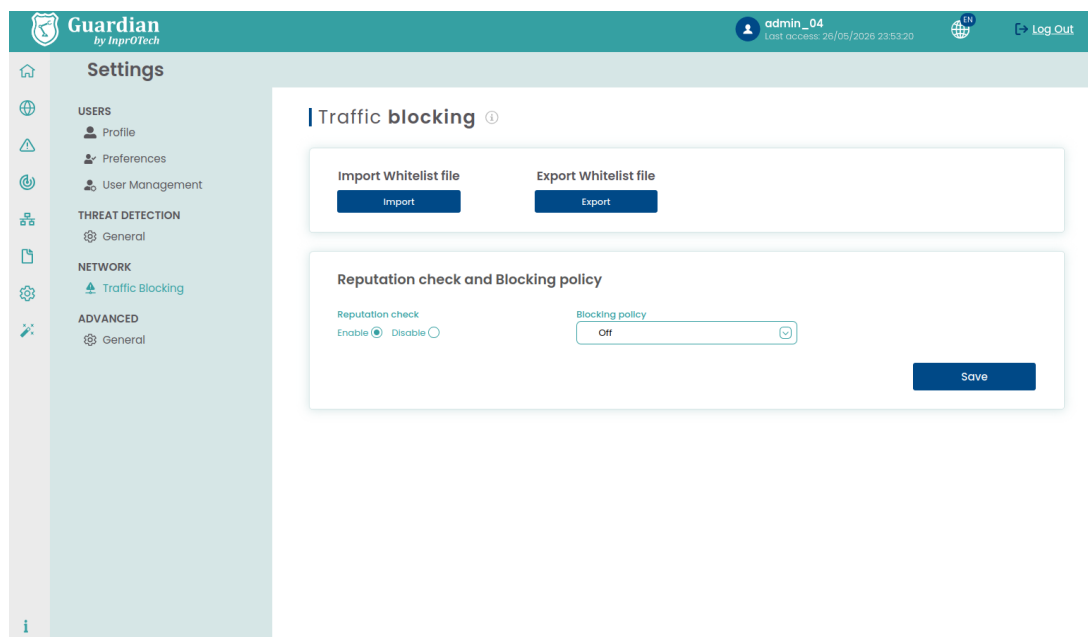 Guardian
by InprOTech
admin_04
Last access: 26/05/2026 23:53:20
EN
Log Out
Settings
USERS
Profile
Preferences
User Management
THREAT DETECTION
General
NETWORK
Traffic Blocking
ADVANCED
General
Traffic blocking
Import Whitelist file
Export Whitelist file
Import
Export
Reputation check and Blocking policy
Reputation check
Blocking policy
Enable Disable
Off
Save